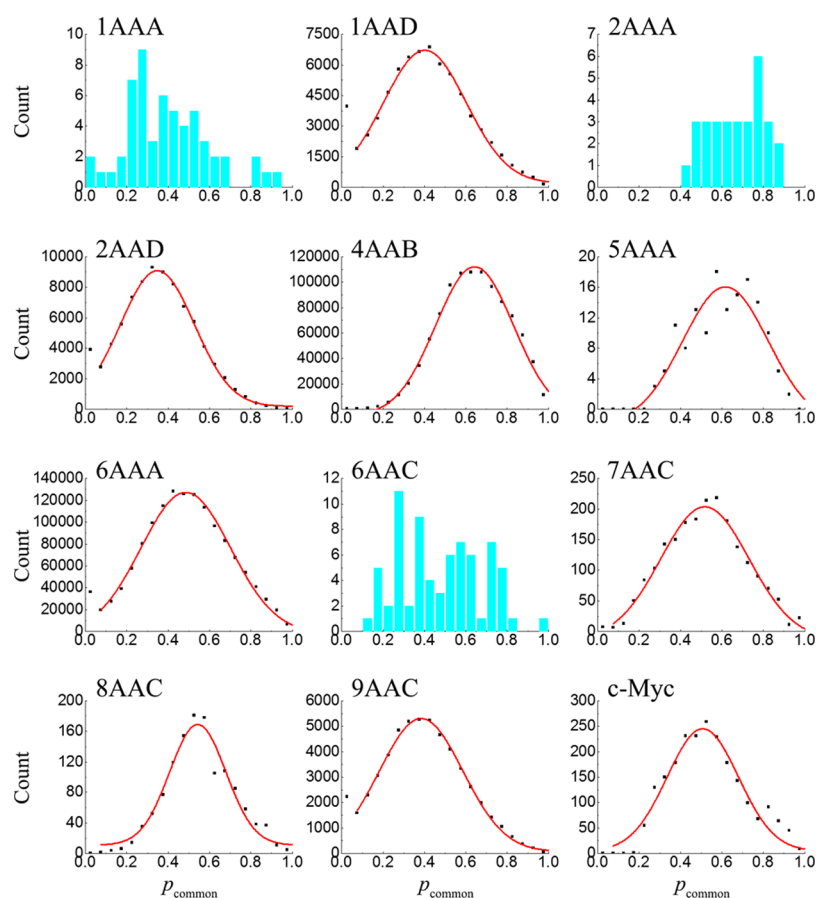 1AAA
Count
10
8
6
4
2
0
0.0 0.2 0.4 0.6 0.8 1.0
1AAD
7500
6000
4500
3000
1500
0
0.0 0.2 0.4 0.6 0.8 1.0
2AAA
7
6
5
4
3
2
1
0
0.0 0.2 0.4 0.6 0.8 1.0
2AAD
Count
10000
8000
6000
4000
2000
0
0.0 0.2 0.4 0.6 0.8 1.0
4AAB
120000
100000
80000
60000
40000
20000
0
0.0 0.2 0.4 0.6 0.8 1.0
5AAA
20
16
12
8
4
0
0.0 0.2 0.4 0.6 0.8 1.0
6AAA
Count
140000
120000
100000
80000
60000
40000
20000
0
0.0 0.2 0.4 0.6 0.8 1.0
6AAC
12
10
8
6
4
2
0
0.0 0.2 0.4 0.6 0.8 1.0
7AAC
250
200
150
100
50
0
0.0 0.2 0.4 0.6 0.8 1.0
8AAC
Count
200
160
120
80
40
0
0.0 0.2 0.4 0.6 0.8 1.0
p common
9AAC
6000
5000
4000
3000
2000
1000
0
0.0 0.2 0.4 0.6 0.8 1.0
p common
c-Myc
300
250
200
150
100
50
0
0.0 0.2 0.4 0.6 0.8 1.0
p common